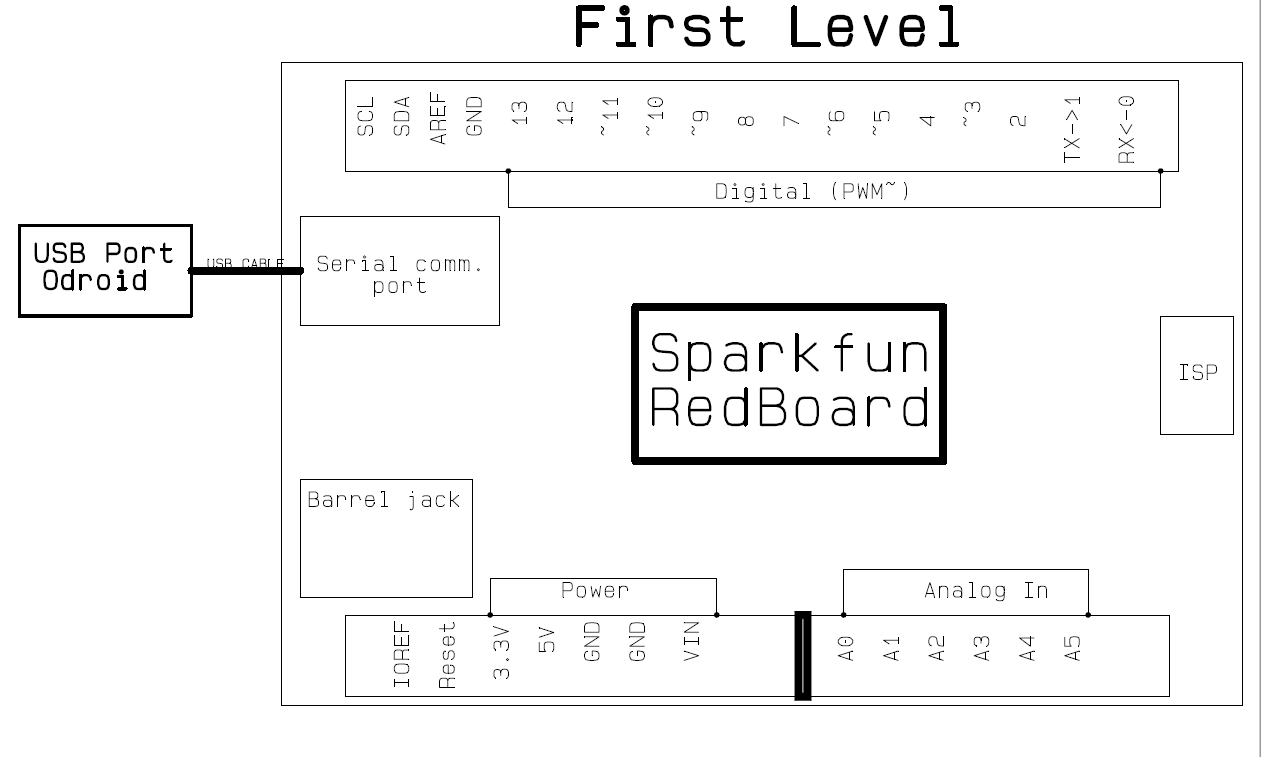 First Level
SCL
SDA
AREF
GND
13
12
~11
~10
~9
8
7
~6
~5
4
~3
2
TX->1
RX<-0
Digital (PWM~)
USB Port
Odroid
USB CABLE
Serial comm.
port
Sparkfun
RedBoard
ISP
Barrel jack
Power
Analog In
IOREF
Reset
3.3V
5V
GND
GND
VIN
A0
A1
A2
A3
A4
A5